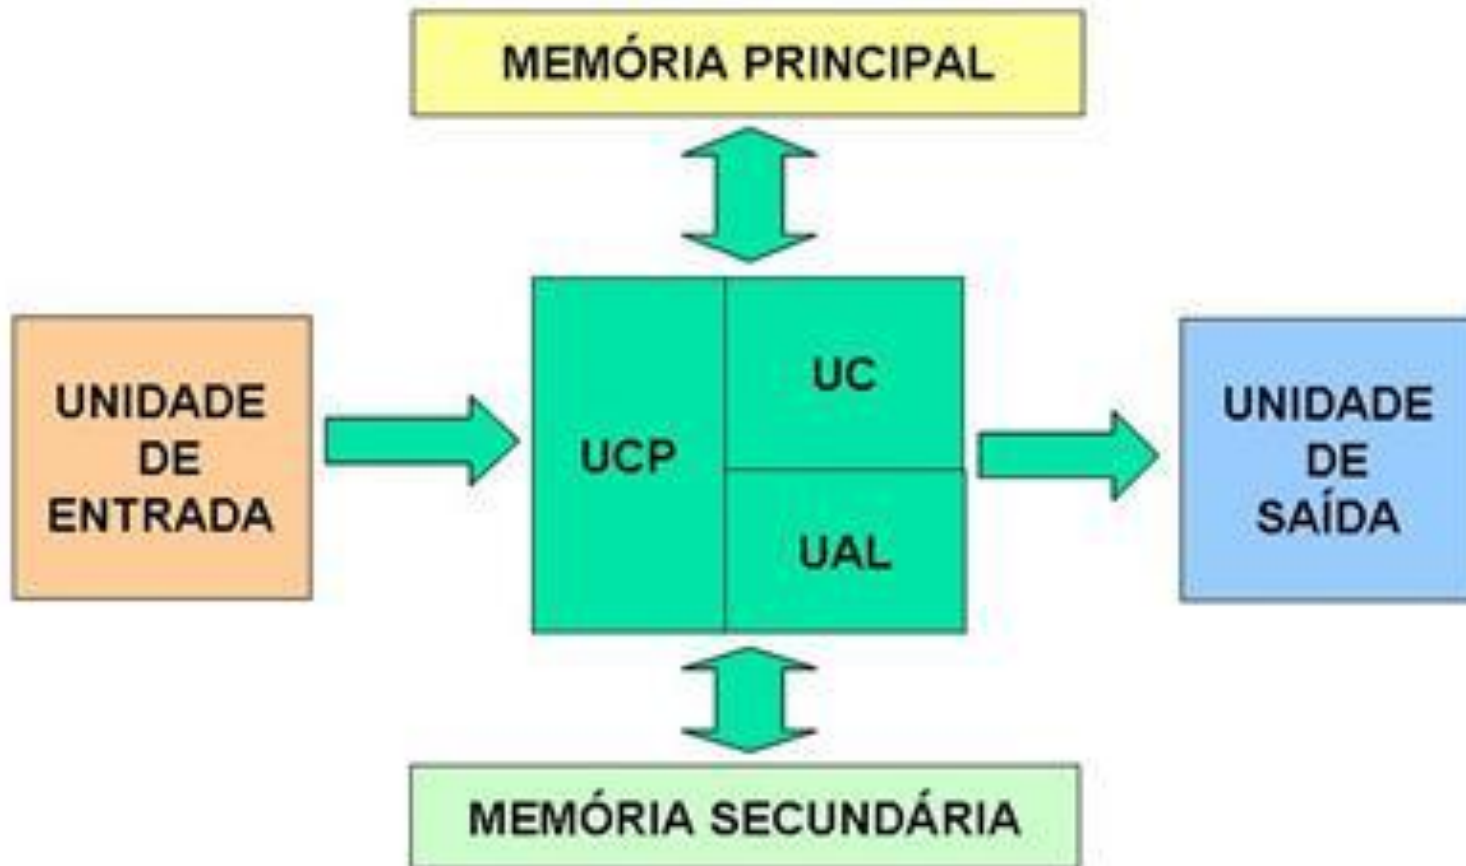 MEMÓRIA PRINCIPAL
UNIDADE
DE
ENTRADA
UCP
UC
UAL
UNIDADE
DE
SAÍDA
MEMÓRIA SECUNDÁRIA